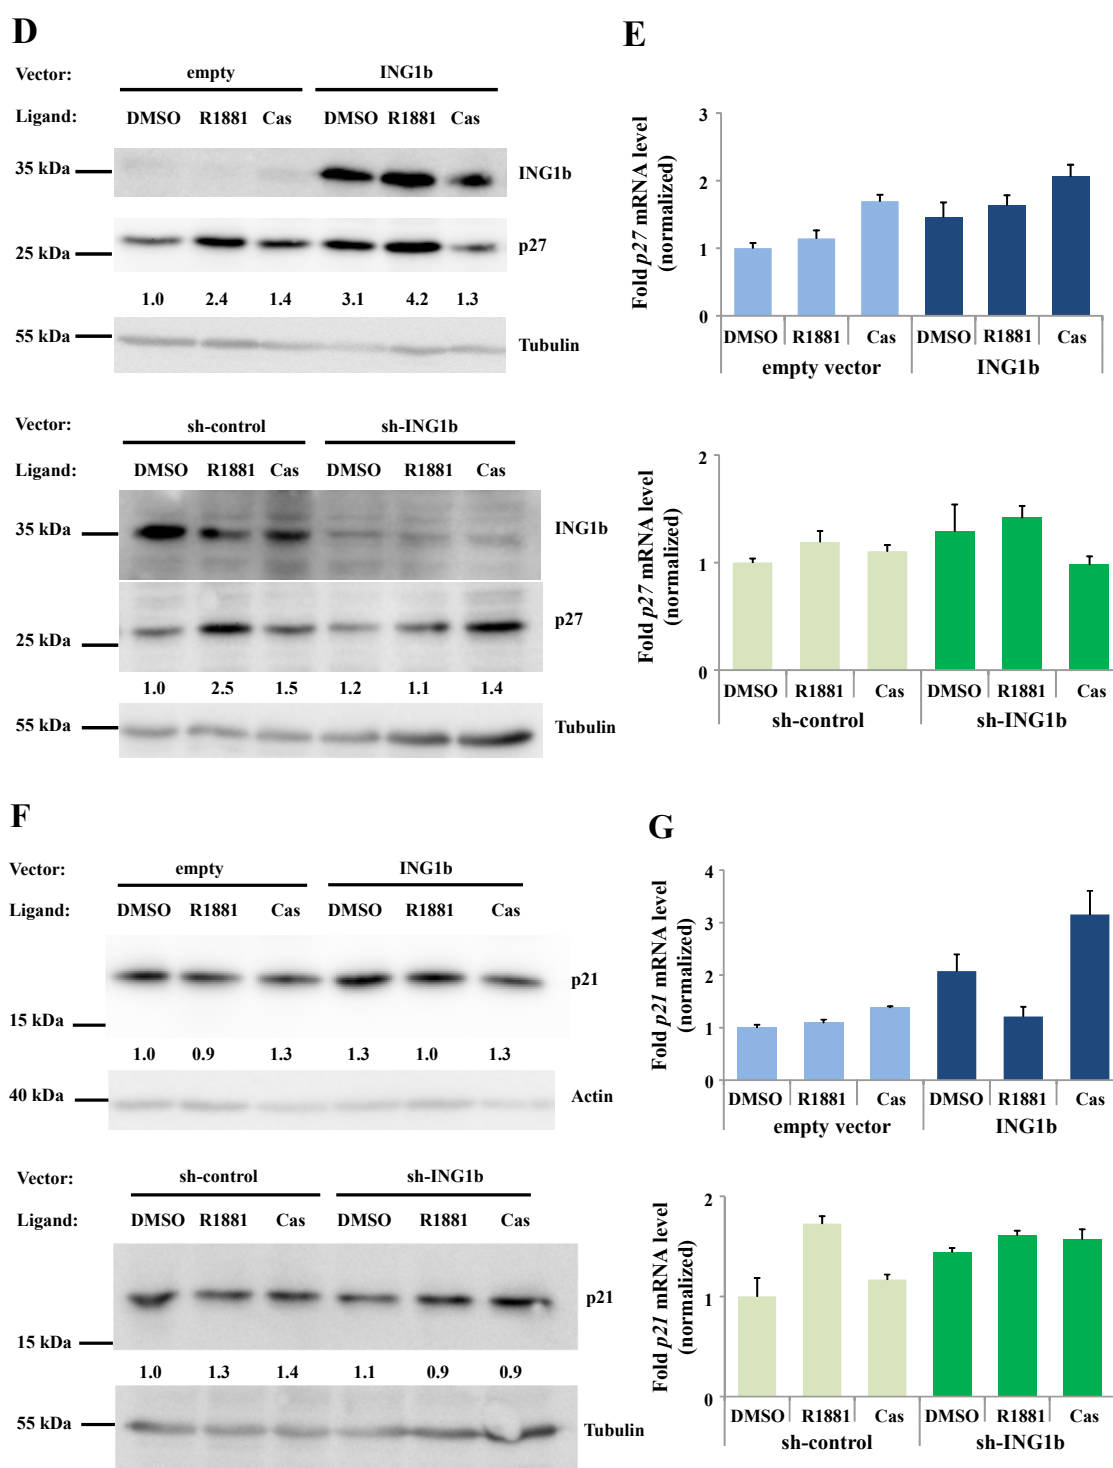 D
Vector: empty ING1b
Ligand: DMSO R1881 Cas DMSO R1881 Cas
35 kDa ING1b
25 kDa p27
1.0 2.4 1.4 3.1 4.2 1.3
55 kDa Tubulin
Vector: sh-control sh-ING1b
Ligand: DMSO R1881 Cas DMSO R1881 Cas
35 kDa ING1b
25 kDa p27
1.0 2.5 1.5 1.2 1.1 1.4
55 kDa Tubulin
E
Fold p27 mRNA level
(normalized)
3
2
1
0
DMSO R1881 Cas DMSO R1881 Cas
empty vector ING1b
Fold p27 mRNA level
(normalized)
2
1
0
DMSO R1881 Cas DMSO R1881 Cas
sh-control sh-ING1b
F
Vector: empty ING1b
Ligand: DMSO R1881 Cas DMSO R1881 Cas
p21
15 kDa
1.0 0.9 1.3 1.3 1.0 1.3
40 kDa Actin
Vector: sh-control sh-ING1b
Ligand: DMSO R1881 Cas DMSO R1881 Cas
p21
15 kDa
1.0 1.3 1.4 1.1 0.9 0.9
55 kDa Tubulin
G
Fold p21 mRNA level
(normalized)
4
3
2
1
0
DMSO R1881 Cas DMSO R1881 Cas
empty vector ING1b
Fold p21 mRNA level
(normalized)
2
1
0
DMSO R1881 Cas DMSO R1881 Cas
sh-control sh-ING1b